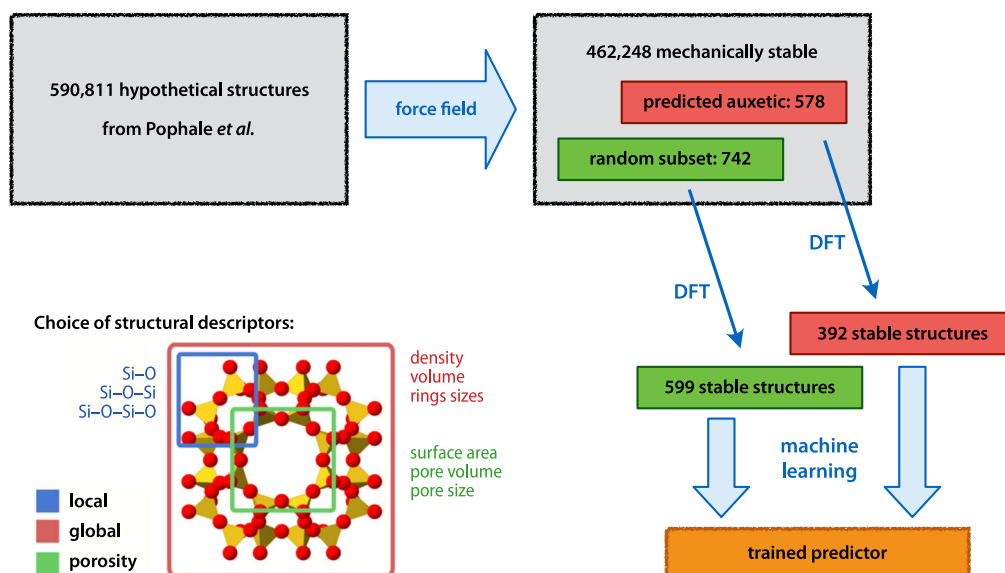 590,811 hypothetical structures
from Pophale et al.
force field
462,248 mechanically stable
predicted auxetic: 578
random subset: 742
DFT
DFT
392 stable structures
599 stable structures
machine
learning
trained predictor
Choice of structural descriptors:
Si–O
Si–O–Si
Si–O–Si–O
density
volume
rings sizes
surface area
pore volume
pore size
local
global
porosity